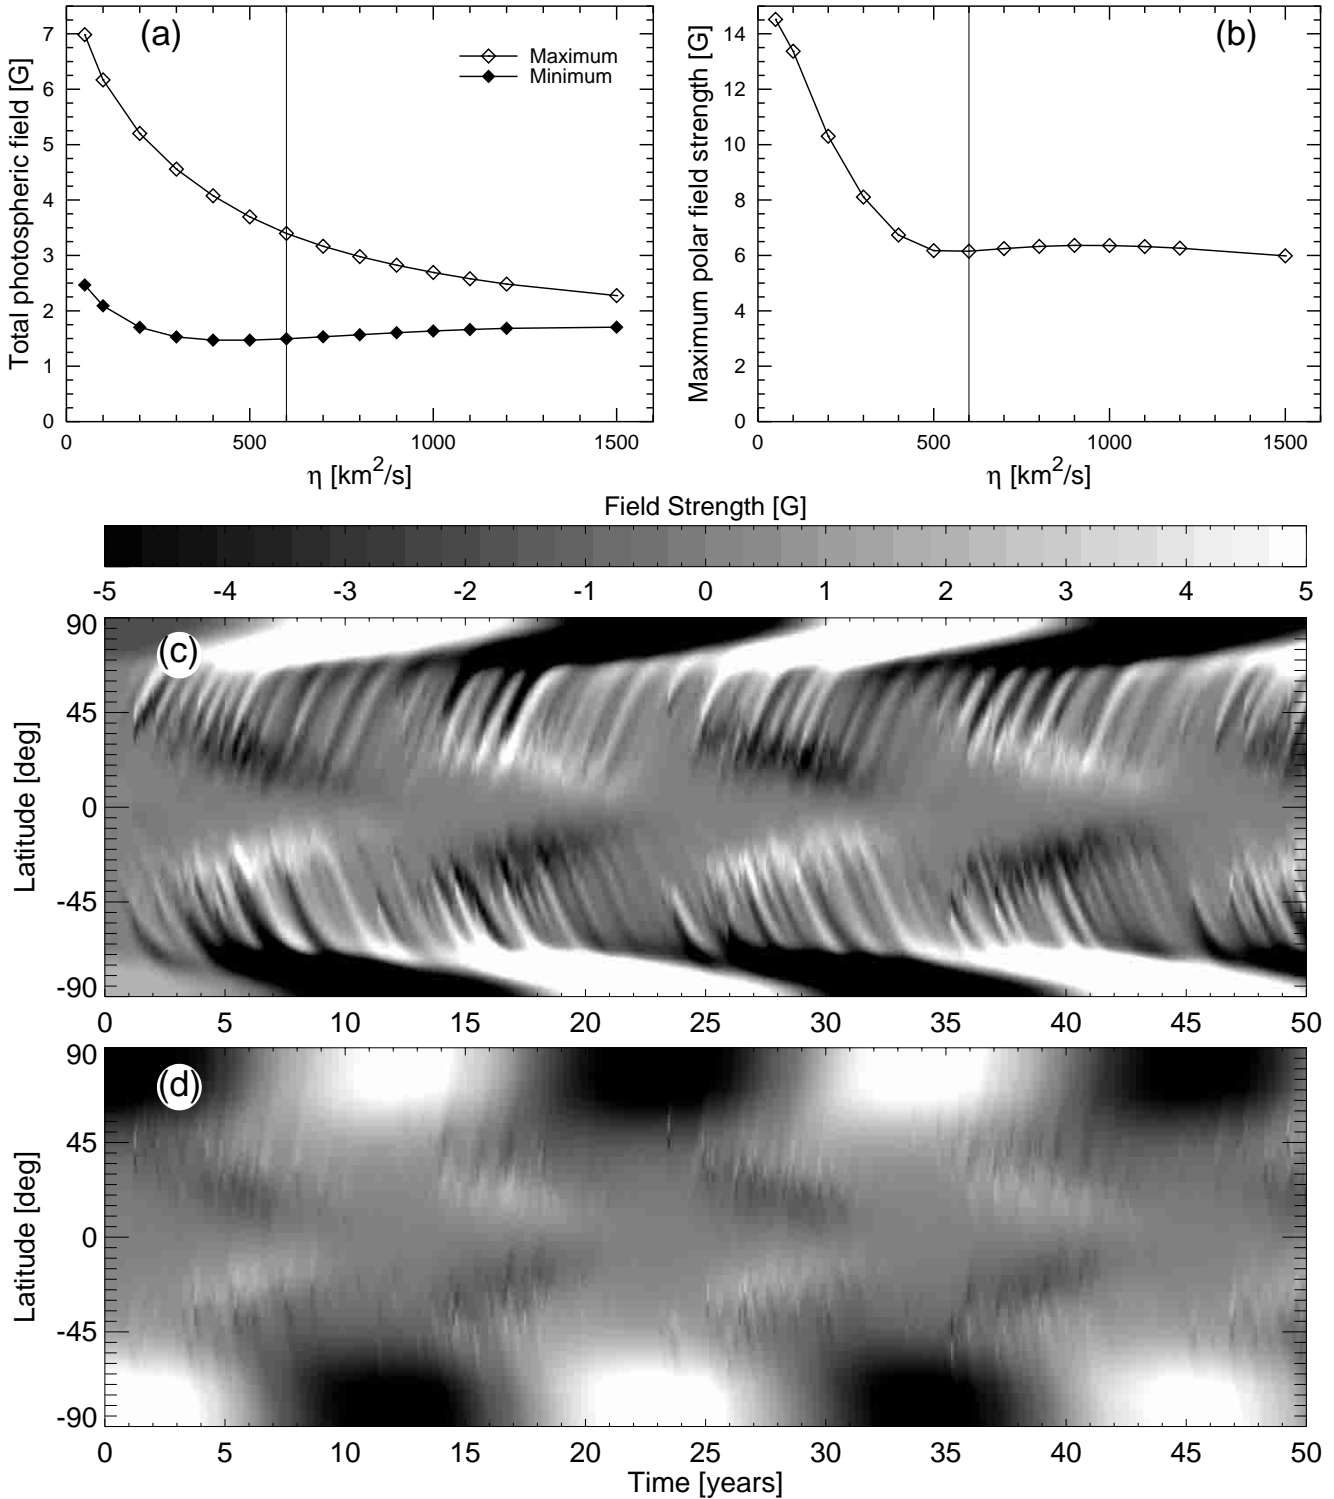 (a)
Maximum
Minimum
Total photospheric field [G]
7
6
5
4
3
2
1
0
0 500 1000 1500
η [km2/s]
(b)
Maximum polar field strength [G]
14
12
10
8
6
4
2
0
0 500 1000 1500
η [km2/s]
Field Strength [G]
-5 -4 -3 -2 -1 0 1 2 3 4 5
(c)
Latitude [deg]
90
45
0
-45
-90
0 5 10 15 20 25 30 35 40 45 50
(d)
Latitude [deg]
90
45
0
-45
-90
0 5 10 15 20 25 30 35 40 45 50
Time [years]